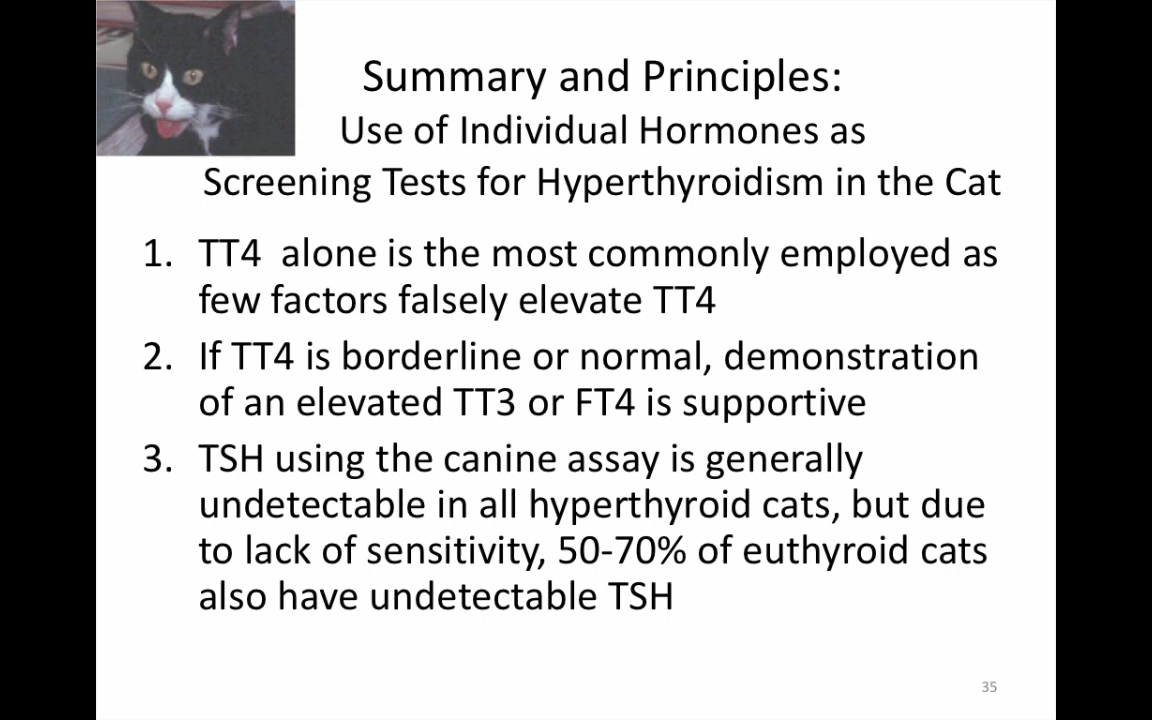 Summary and Principles:
Use of Individual Hormones as
Screening Tests for Hyperthyroidism in the Cat
1. TT4  alone is the most commonly employed as
few factors falsely elevate TT4
2. If TT4 is borderline or normal, demonstration
of an elevated TT3 or FT4 is supportive
3. TSH using the canine assay is generally
undetectable in all hyperthyroid cats, but due
to lack of sensitivity, 50-70% of euthyroid cats
also have undetectable TSH
35